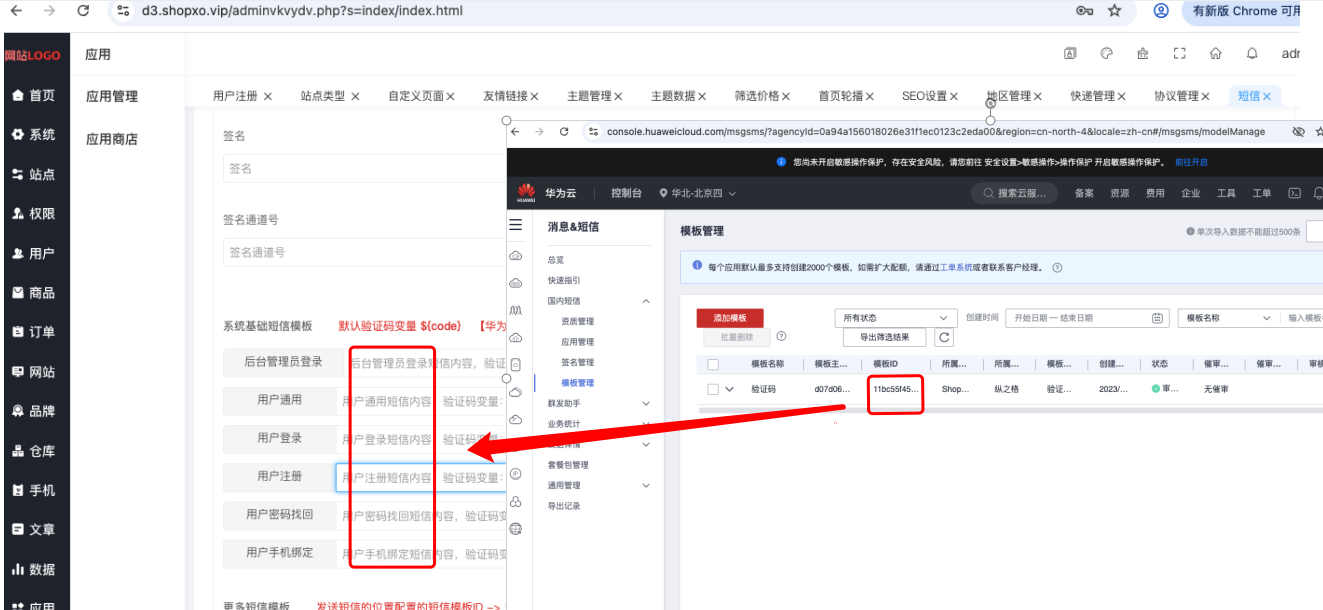 d3.shopxo.vip/adminvkvydv.php?s=index/index.html
有新版 Chrome 可用
网站LOGO
应用
首页
系统
站点
权限
用户
商品
订单
网站
品牌
仓库
手机
文章
数据
应用
应用管理
应用商店
用户注册
站点类型
自定义页面
友情链接
主题管理
主题数据
筛选价格
首页轮播
SEO设置
地区管理
快递管理
协议管理
短信
签名
签名
签名通道号
签名通道号
系统基础短信模板 默认验证码变量 ${code} 【华为
后台管理员登录 后台管理员登录短信内容，验证
用户通用 用户通用短信内容，验证码变量:
用户登录 用户登录短信内容，验证码变量:
用户注册 用户注册短信内容，验证码变量:
用户密码找回 用户密码找回短信内容，验证码变
用户手机绑定 用户手机绑定短信内容，验证码变
更多短信模板 发送短信的位置配置的短信模板ID -->
console.huaweicloud.com/msgsms/?agencyId=0a94a156018026e31f1ec0123c2eda00&region=cn-north-4&locale=zh-cn#/msgsms/modelManage
您尚未开启敏感操作保护，存在安全风险，请您前往 安全设置>敏感操作>操作保护 开启敏感操作保护。 前往开启
HUAWEI
华为云
控制台
华北-北京四
搜索云服...
备案
资源
费用
企业
工具
工单
消息&短信
总览
快速指引
国内短信
资质管理
应用管理
签名管理
模板管理
群发助手
业务统计
套餐包管理
通用管理
导出记录
模板管理
单次导入数据不能超过500条
每个应用默认最多支持创建2000个模板，如需扩大配额，请通过工单系统或者联系客户经理。
添加模板
所有状态
创建时间
开始日期 — 结束日期
模板名称
输入模板
批量删除
导出筛选结果
模板名称 模板主... 模板ID 所属... 所属... 模板... 创建... 状态 催审... 催审... 审核
验证码 d07d06... 11bc55f45... Shop... 纵之格 验证... 2023/... 审... 无催审